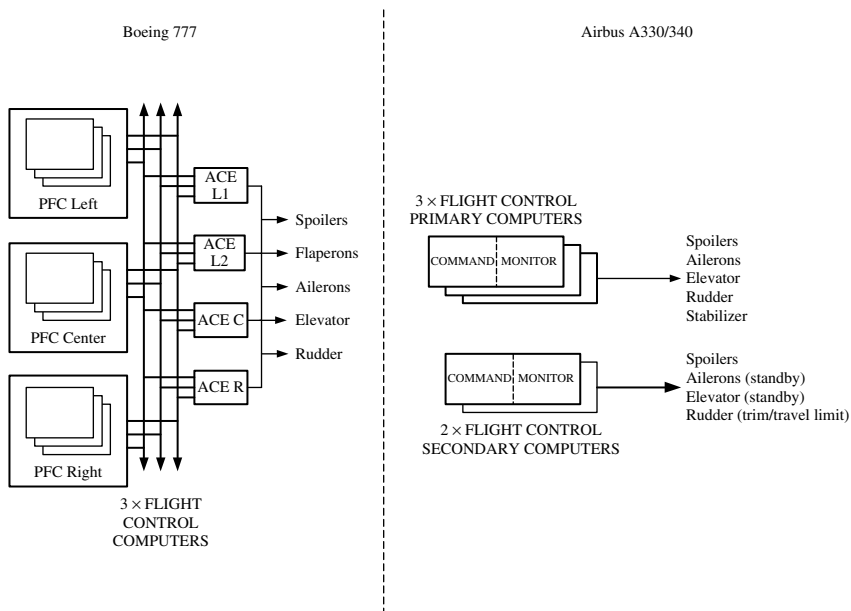 Boeing 777
PFC Left
PFC Center
PFC Right
3 × FLIGHT
CONTROL
COMPUTERS
ACE
L1
ACE
L2
ACE C
ACE R
Spoilers
Flaperons
Ailerons
Elevator
Rudder
Airbus A330/340
3 × FLIGHT CONTROL
PRIMARY COMPUTERS
COMMAND MONITOR
Spoilers
Ailerons
Elevator
Rudder
Stabilizer
COMMAND MONITOR
2 × FLIGHT CONTROL
SECONDARY COMPUTERS
Spoilers
Ailerons (standby)
Elevator (standby)
Rudder (trim/travel limit)